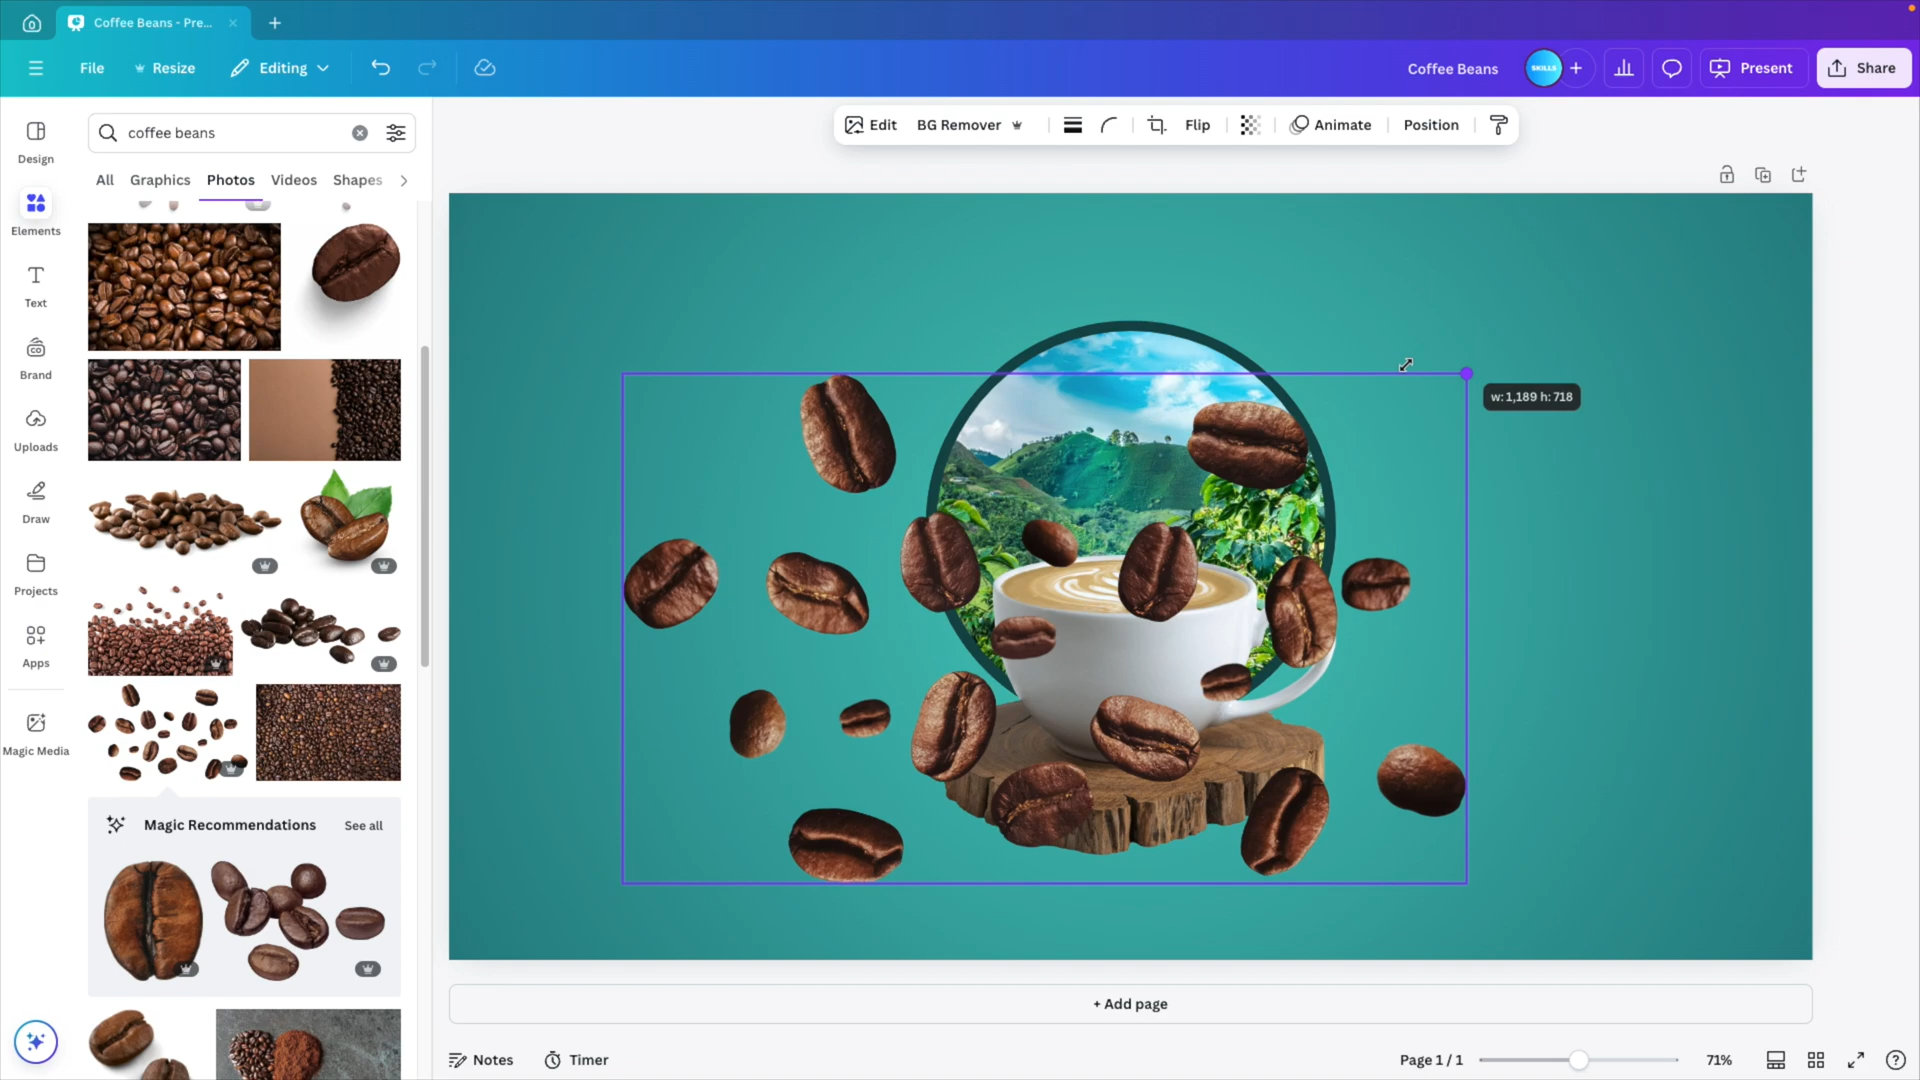 Coffee Beans - Pre...
File
Resize
Editing
Coffee Beans
SKILLS
Present
Share
coffee beans
Edit
BG Remover
Flip
Animate
Position
Design
Elements
Text
Brand
Uploads
Draw
Projects
Apps
Magic Media
All
Graphics
Photos
Videos
Shapes
w: 1,189 h: 718
Magic Recommendations
See all
+ Add page
Notes
Timer
Page 1 / 1
71%